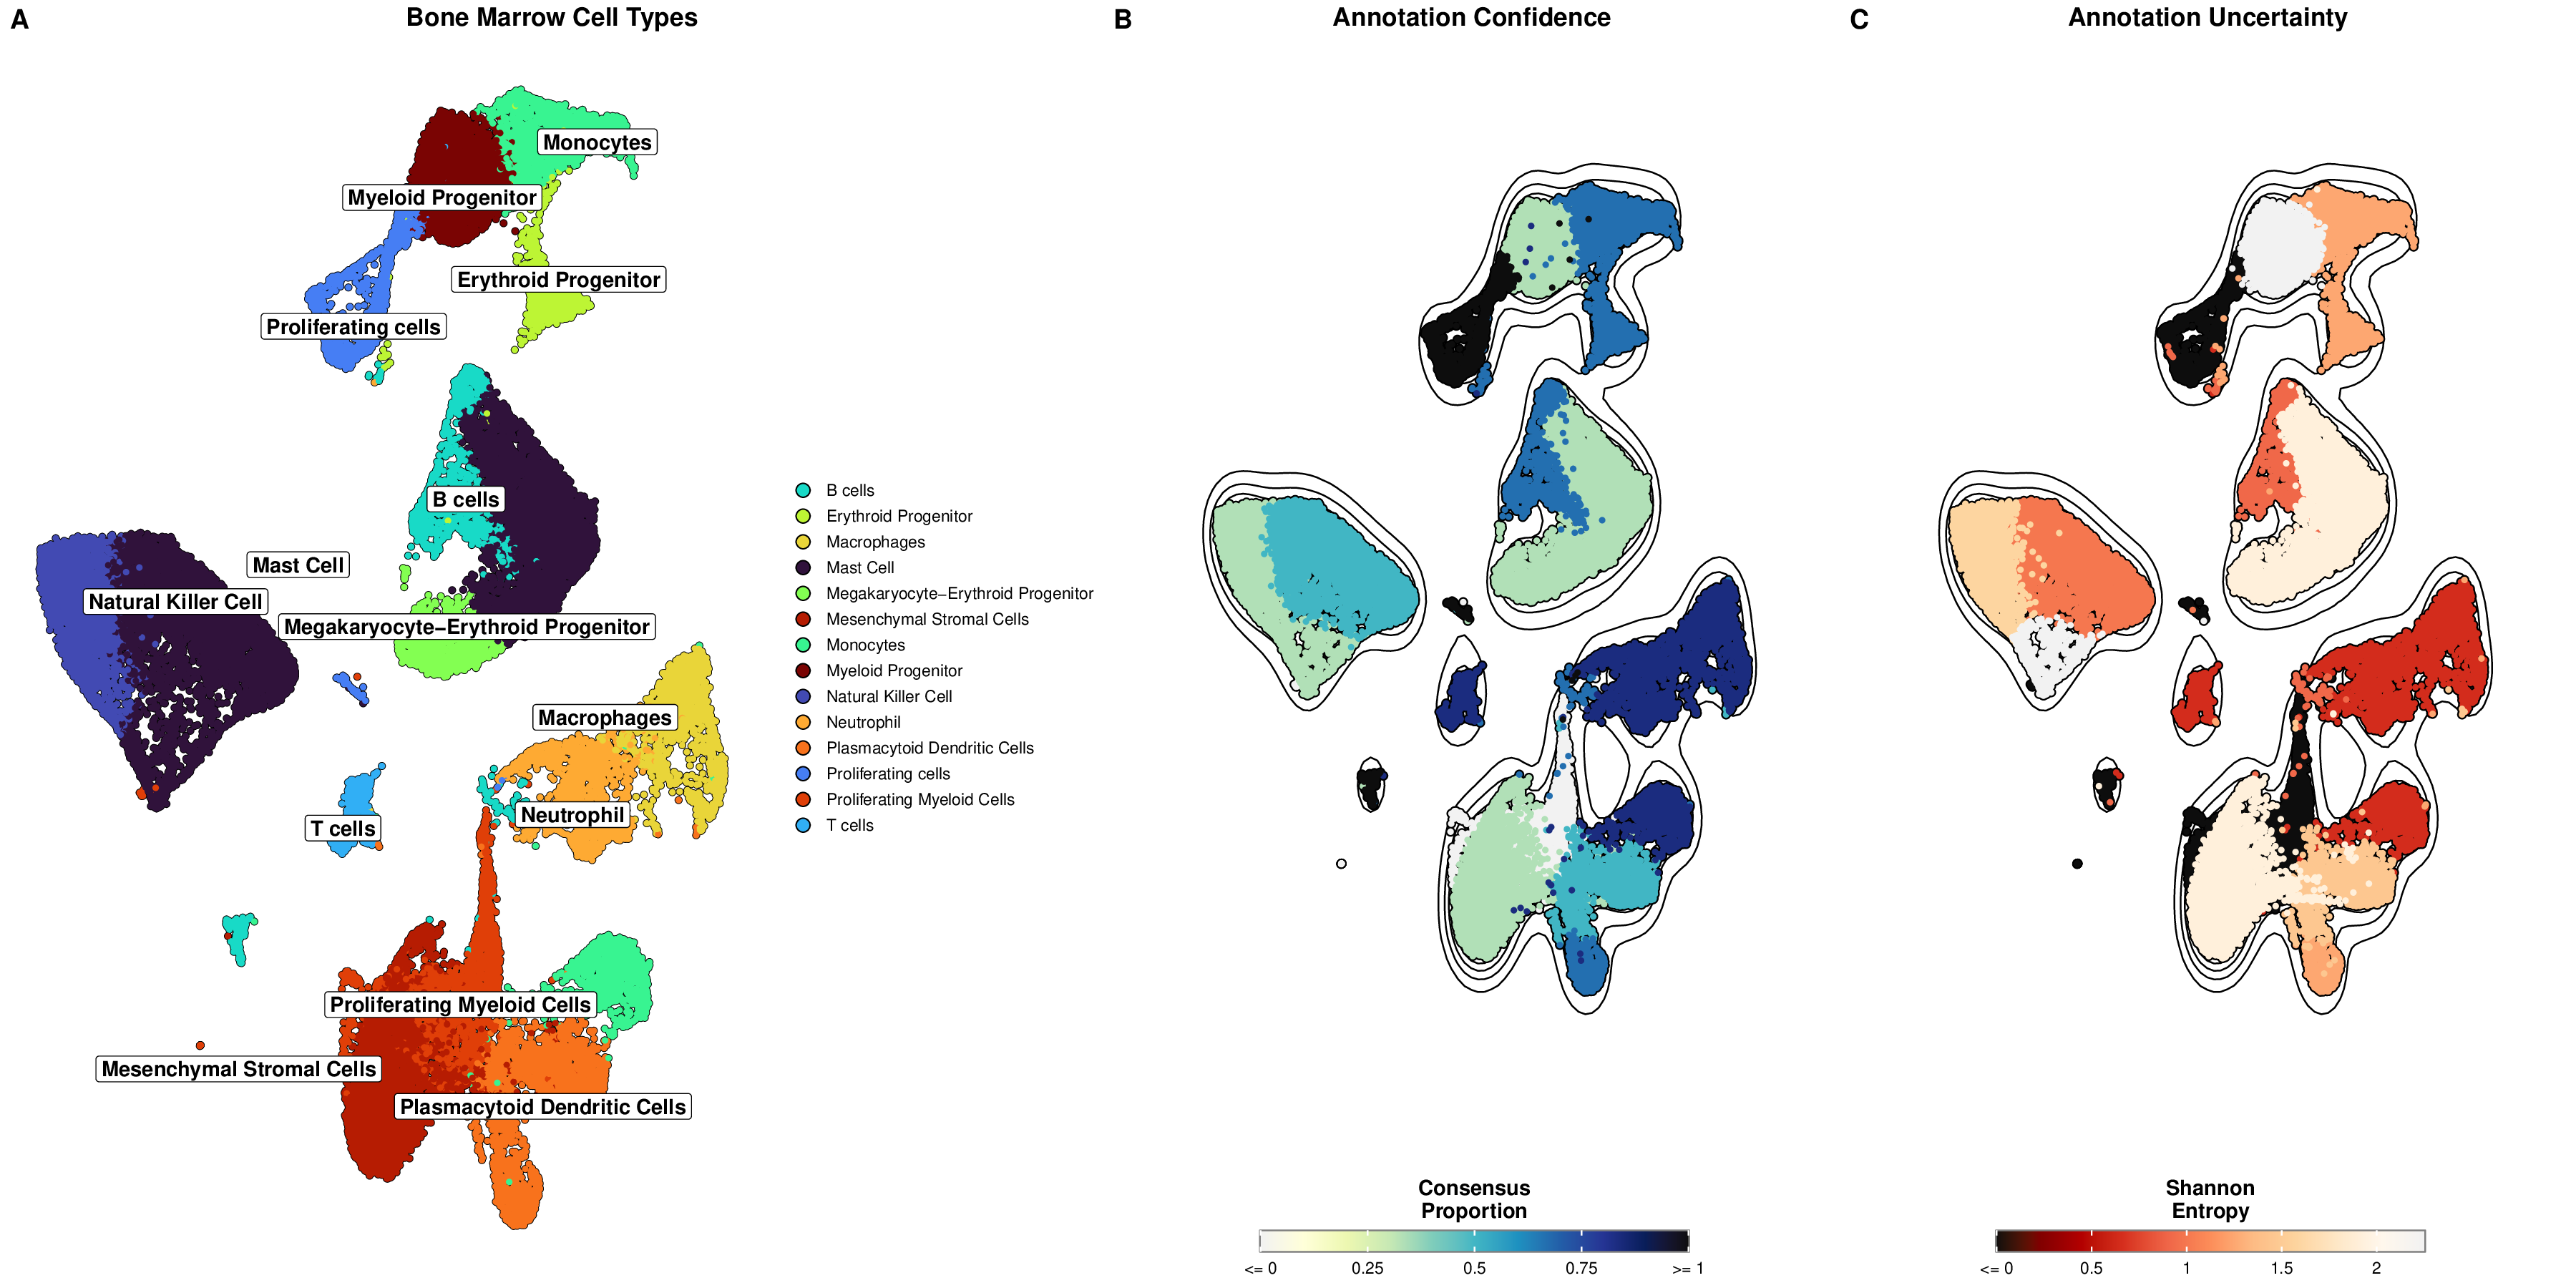 A
Bone Marrow Cell Types
Monocytes
Myeloid Progenitor
Erythroid Progenitor
Proliferating cells
B cells
Mast Cell
Natural Killer Cell
Megakaryocyte−Erythroid Progenitor
Macrophages
Neutrophil
T cells
Proliferating Myeloid Cells
Mesenchymal Stromal Cells
Plasmacytoid Dendritic Cells
B cells
Erythroid Progenitor
Macrophages
Mast Cell
Megakaryocyte−Erythroid Progenitor
Mesenchymal Stromal Cells
Monocytes
Myeloid Progenitor
Natural Killer Cell
Neutrophil
Plasmacytoid Dendritic Cells
Proliferating cells
Proliferating Myeloid Cells
T cells
B
Annotation Confidence
Consensus
Proportion
<= 0 0.25 0.5 0.75 >= 1
C
Annotation Uncertainty
Shannon
Entropy
<= 0 0.5 1 1.5 2